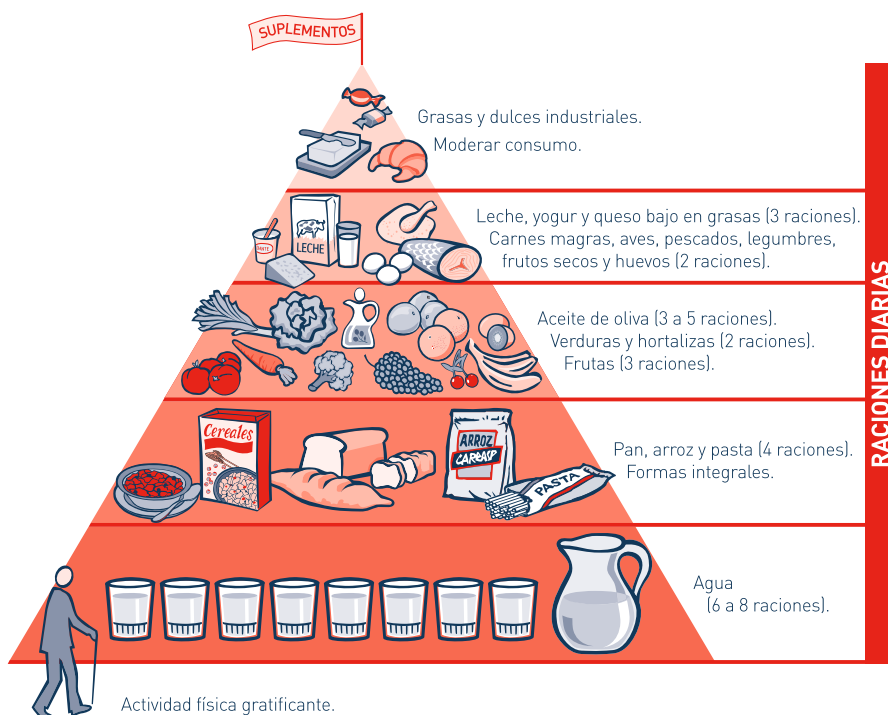 SUPLEMENTOS
Grasas y dulces industriales.
Moderar consumo.
Leche, yogur y queso bajo en grasas (3 raciones).
Carnes magras, aves, pescados, legumbres,
frutos secos y huevos (2 raciones).
LECHE
Aceite de oliva (3 a 5 raciones).
Verduras y hortalizas (2 raciones).
Frutas (3 raciones).
Cereales
ARROZ
PASTA
Pan, arroz y pasta (4 raciones).
Formas integrales.
Agua
(6 a 8 raciones).
Actividad física gratificante.
RACIONES DIARIAS